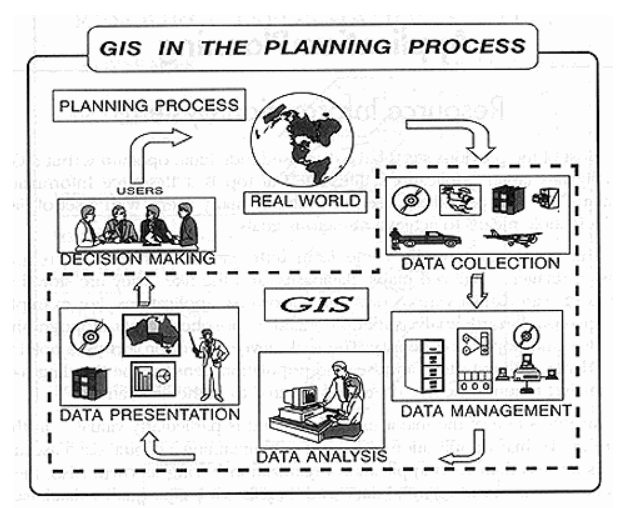 GIS IN THE PLANNING PROCESS
PLANNING PROCESS
REAL WORLD
USERS
DECISION MAKING
DATA COLLECTION
GIS
DATA PRESENTATION
DATA MANAGEMENT
DATA ANALYSIS